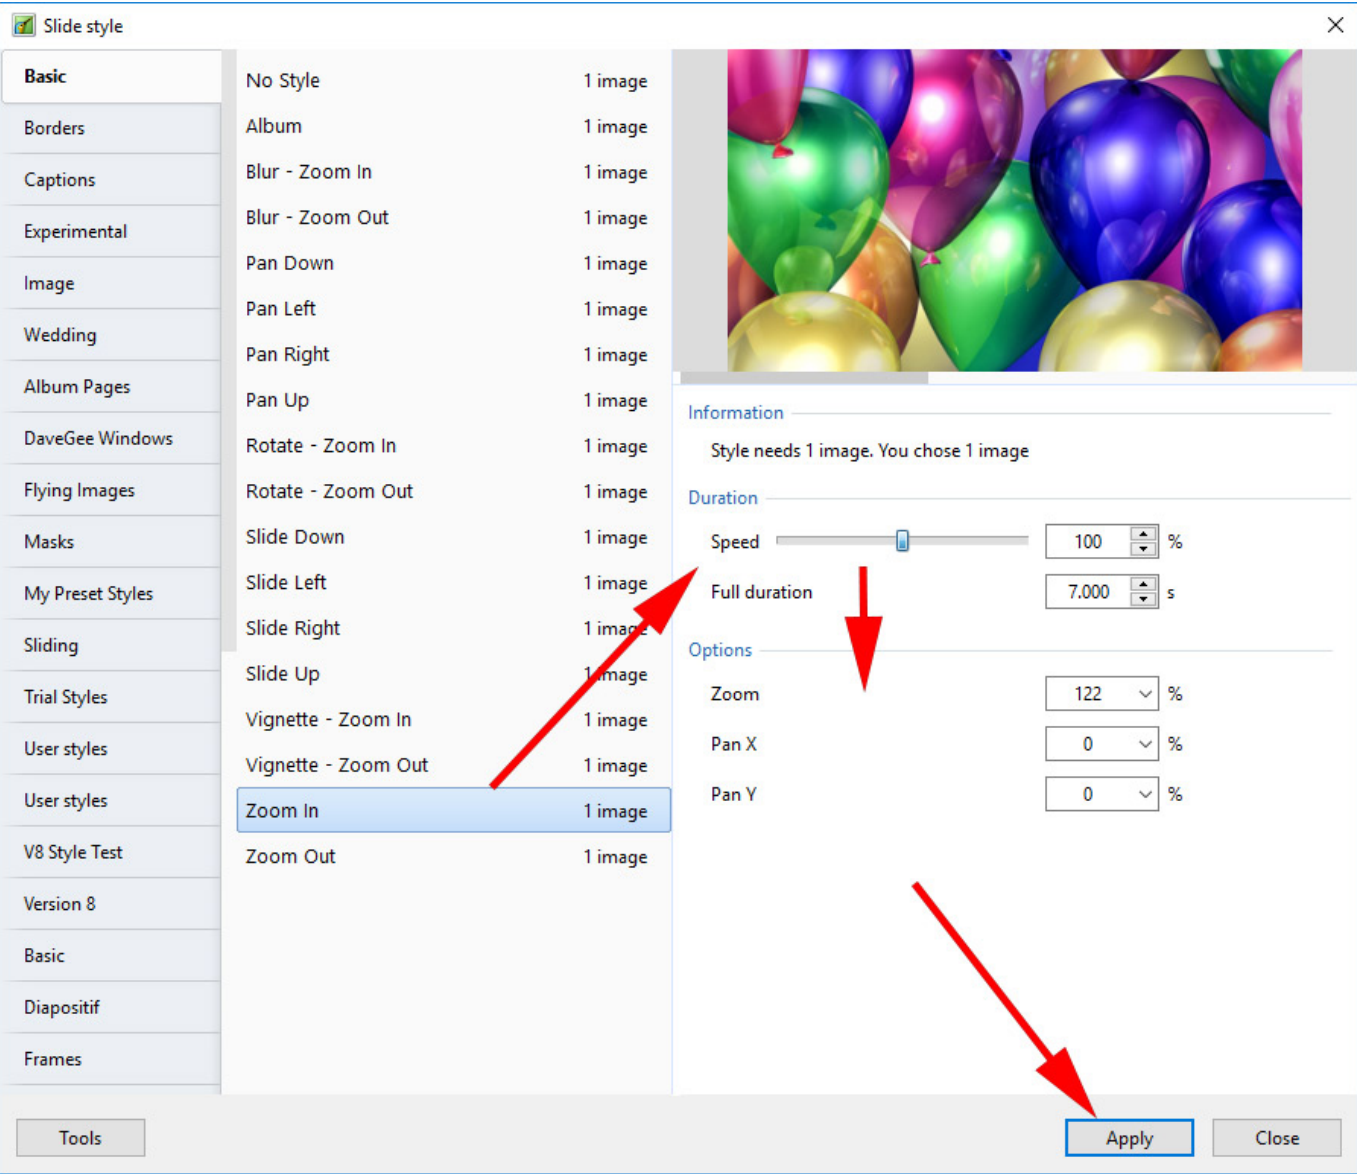 Slide style
Basic
Borders
Captions
Experimental
Image
Wedding
Album Pages
DaveGee Windows
Flying Images
Masks
My Preset Styles
Sliding
Trial Styles
User styles
User styles
V8 Style Test
Version 8
Basic
Diapositif
Frames
No Style 1 image
Album 1 image
Blur - Zoom In 1 image
Blur - Zoom Out 1 image
Pan Down 1 image
Pan Left 1 image
Pan Right 1 image
Pan Up 1 image
Rotate - Zoom In 1 image
Rotate - Zoom Out 1 image
Slide Down 1 image
Slide Left 1 image
Slide Right 1 image
Slide Up 1 image
Vignette - Zoom In 1 image
Vignette - Zoom Out 1 image
Zoom In 1 image
Zoom Out 1 image
Information
Style needs 1 image. You chose 1 image
Duration
Speed 100 %
Full duration 7.000 s
Options
Zoom 122 %
Pan X 0 %
Pan Y 0 %
Tools
Apply
Close